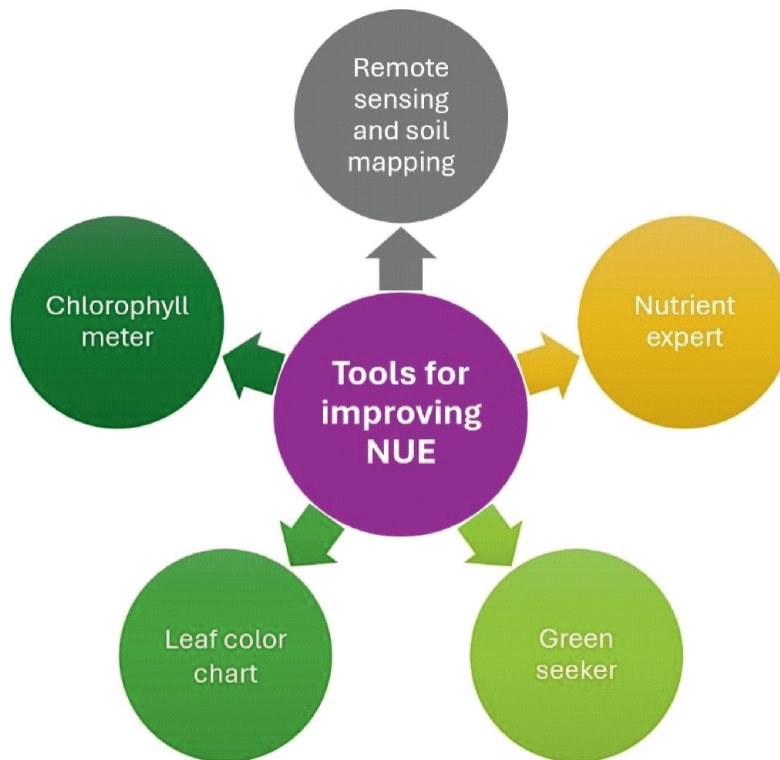 Remote
sensing
and soil
mapping
Chlorophyll
meter
Nutrient
expert
Tools for
improving
NUE
Leaf color
chart
Green
seeker